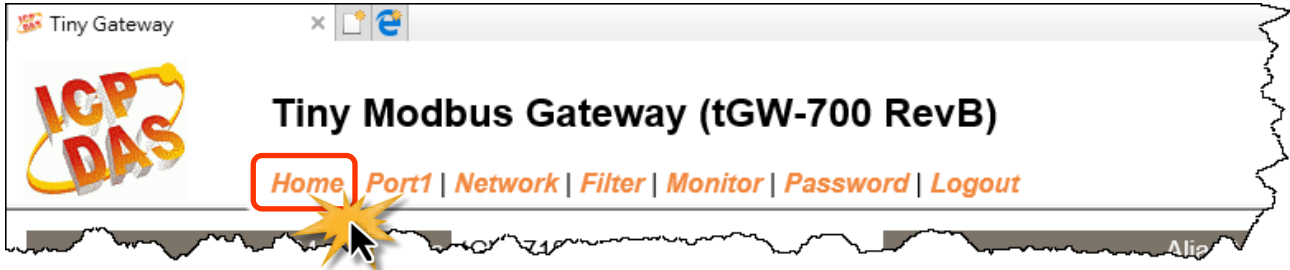 Tiny Gateway
ICP
DAS
Tiny Modbus Gateway (tGW-700 RevB)
Home | Port1 | Network | Filter | Monitor | Password | Logout